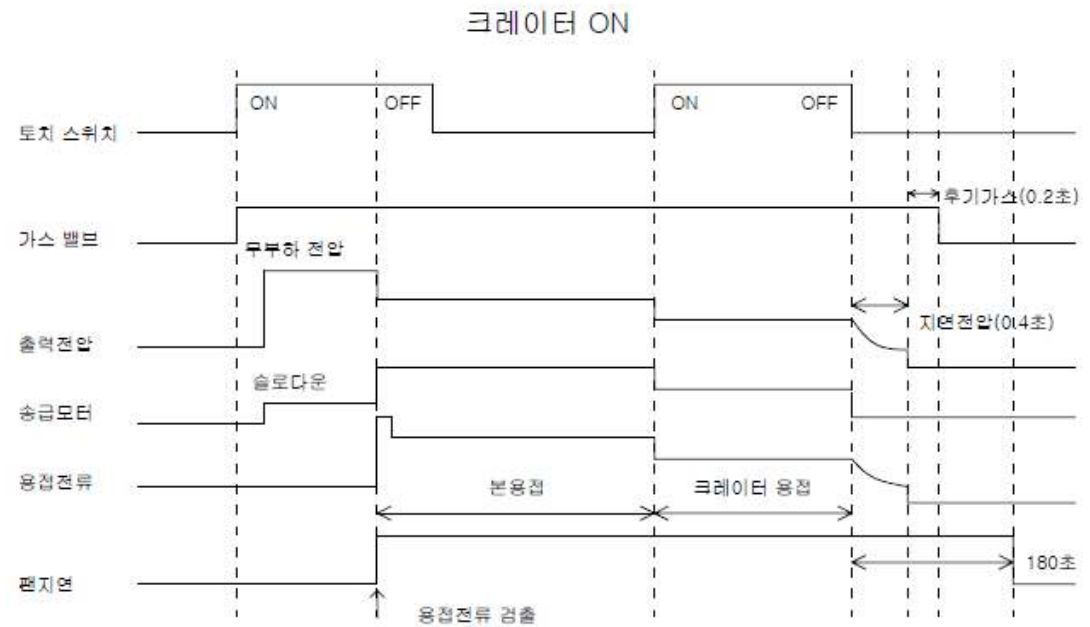 크레이터 ON
ON
OFF
ON
OFF
토치 스위치
후기가스(0.2초)
가스 밸브
무부하 전압
지연전압(0.4초)
출력전압
슬로다운
송급모터
용접전류
본용접
크레이터 용접
180초
팬지연
용접전류 검출